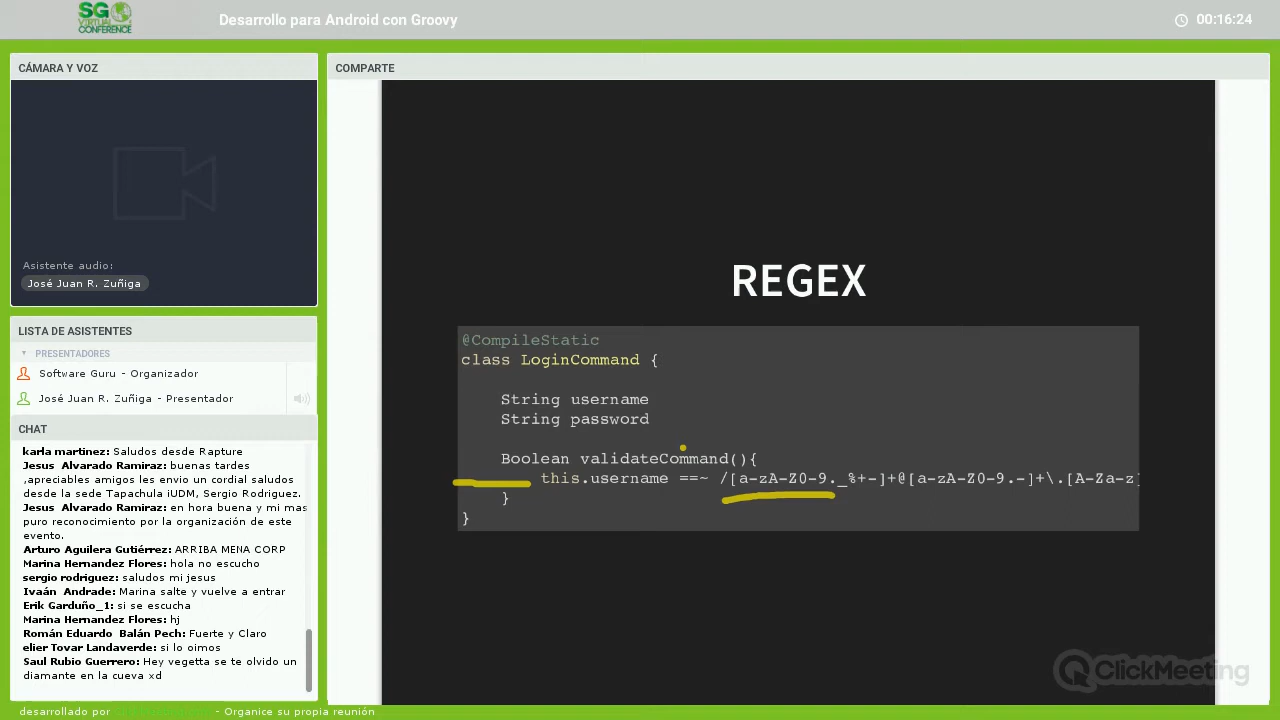 SG
VIRTUAL
CONFERENCE
Desarrollo para Android con Groovy
00:16:24
CÁMARA Y VOZ
Asistente audio:
José Juan R. Zuñiga
LISTA DE ASISTENTES
PRESENTADORES
Software Guru - Organizador
José Juan R. Zuñiga - Presentador
CHAT
karla martinez: Saludos desde Rapture
Jesus Alvarado Ramiraz: buenas tardes
,apreciables amigos les envio un cordial saludos
desde la sede Tapachula iUDM, Sergio Rodriguez.
Jesus Alvarado Ramiraz: en hora buena y mi mas
puro reconocimiento por la organización de este
evento.
Arturo Aguilera Gutiérrez: ARRIBA MENA CORP
Marina Hernandez Flores: hola no escucho
sergio rodriguez: saludos mi jesus
Ivaán Andrade: Marina salte y vuelve a entrar
Erik Garduño_1: si se escucha
Marina Hernandez Flores: hj
Román Eduardo Balán Pech: Fuerte y Claro
elier Tovar Landaverde: si lo oimos
Saul Rubio Guerrero: Hey vegetta se te olvido un
diamante en la cueva xd
desarrollado por - Organice su propia reunión
COMPARTE
REGEX
@CompileStatic
class LoginCommand {
String username
String password
Boolean validateCommand(){
this.username ==~ /[a-zA-Z0-9._%+-]+@[a-zA-Z0-9.-]+\.[A-Za-z]
}
}
ClickMeeting